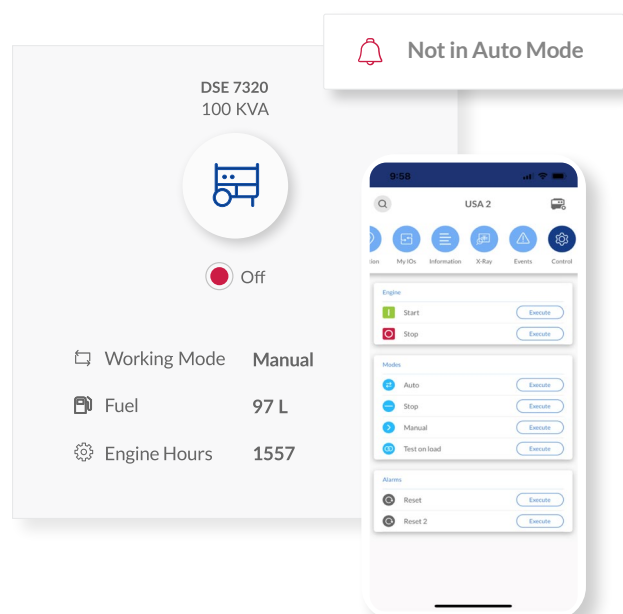 Not in Auto Mode
DSE 7320
100 KVA
Off
Working Mode Manual
Fuel 97 L
Engine Hours 1557
9:58
USA 2
tion My IOs Information X-Ray Events Control
Engine
Start Execute
Stop Execute
Modes
Auto Execute
Stop Execute
Manual Execute
Test on load Execute
Alarms
Reset Execute
Reset 2 Execute